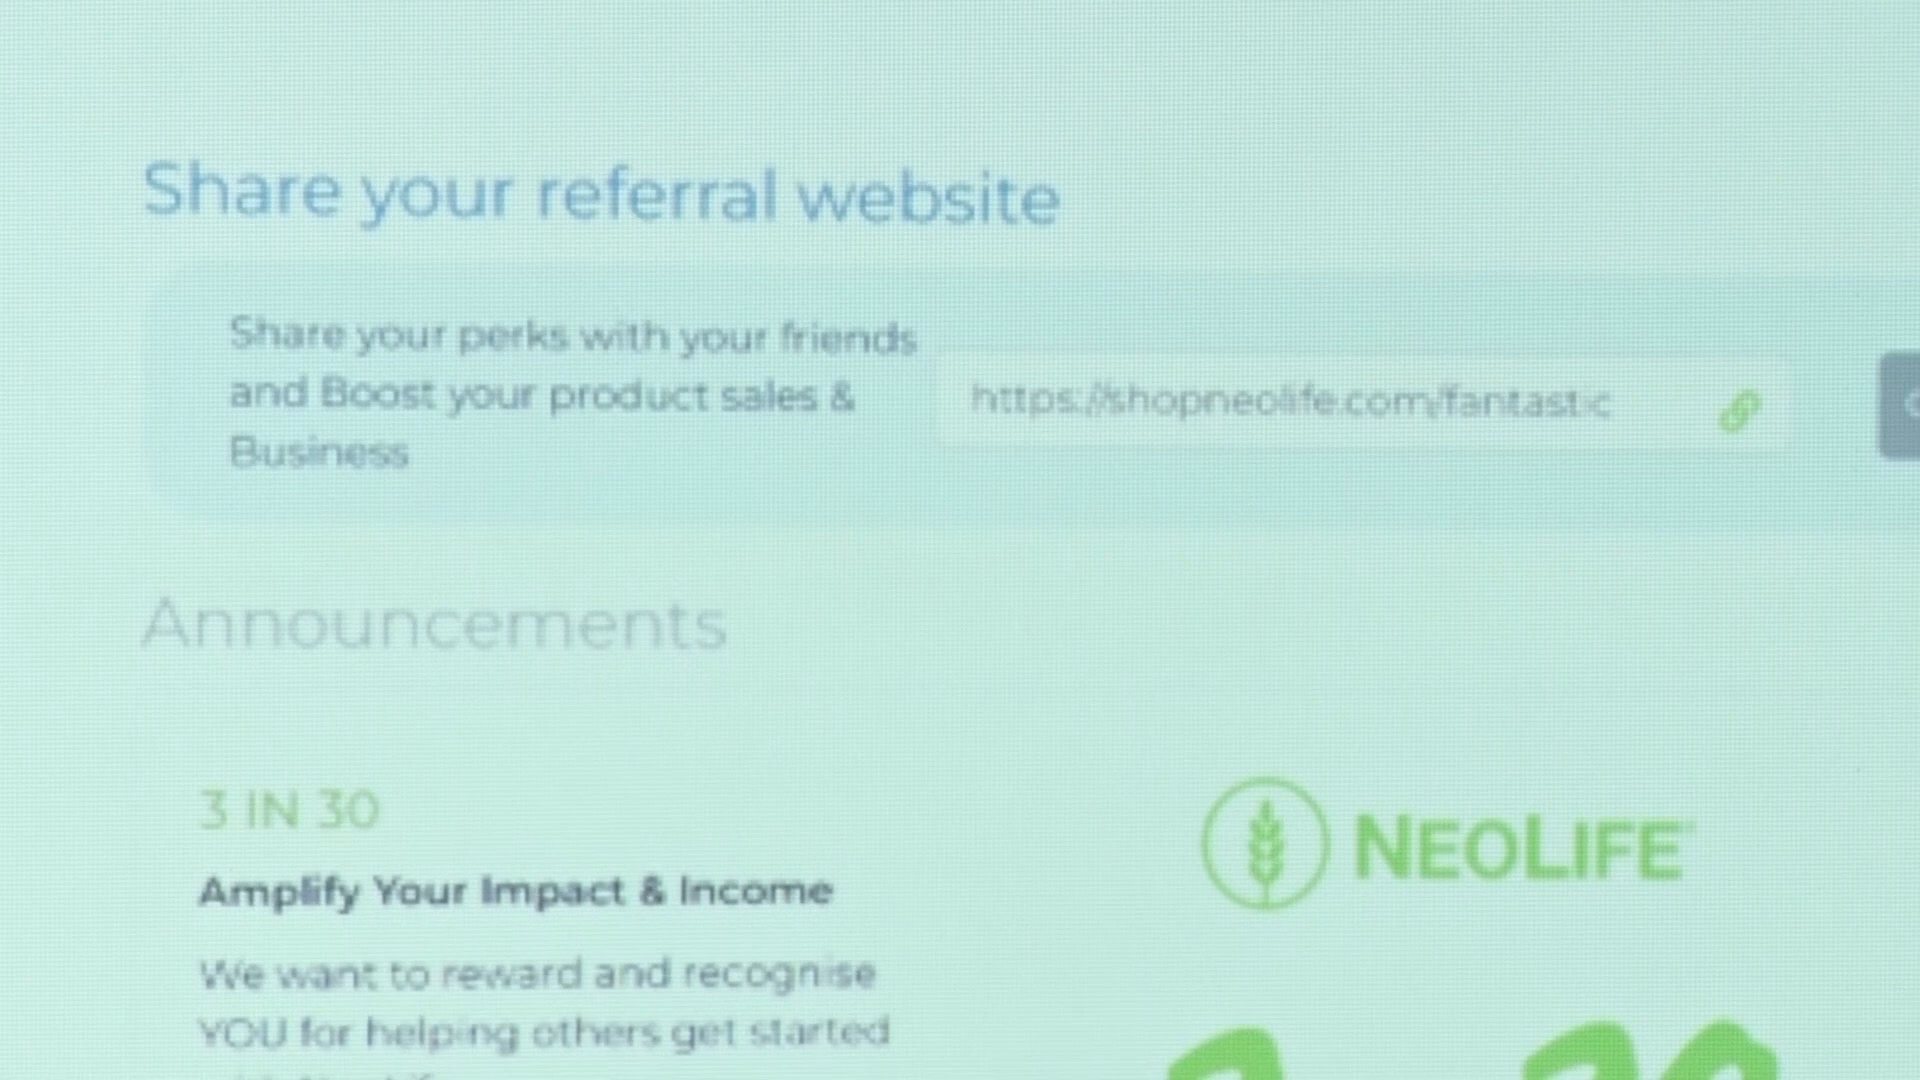 Share your referral website
Share your perks with your friends
and Boost your product sales &
Business
https://shopneolife.com/fantastic
Announcements
3 IN 30
Amplify Your Impact & Income
We want to reward and recognise
YOU for helping others get started
NEOLIFE